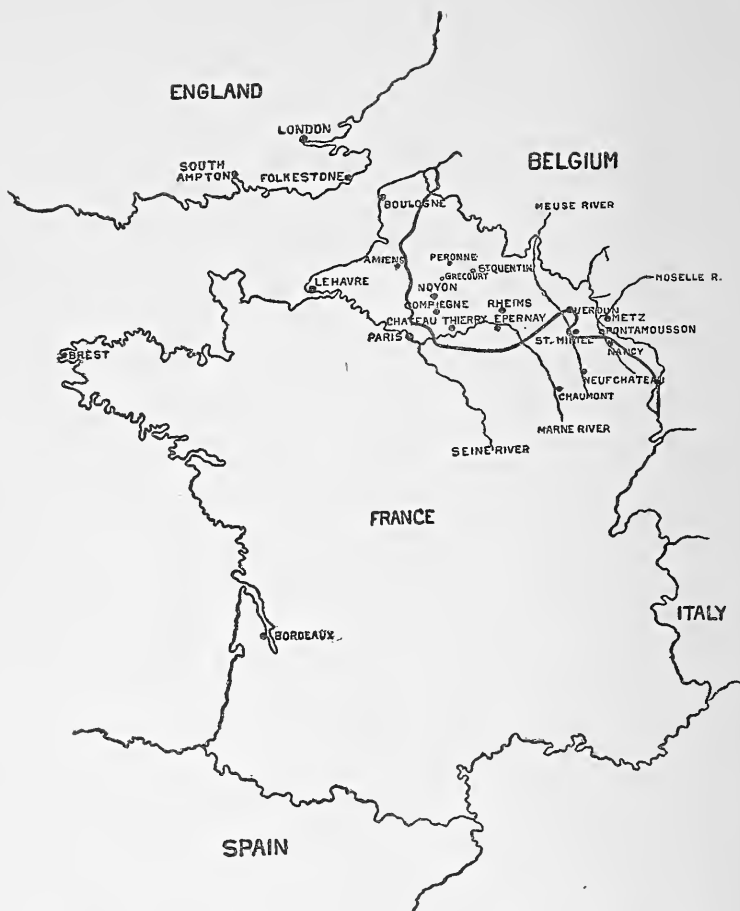 ENGLAND
LONDON
SOUTH
AMPTON
FOLKESTONE
BELGIUM
BOULOGNE
MEUSE RIVER
AMIENS
PERONNE
ST QUENTIN
GRECOURT
MOSELLE R.
LEHAVRE
NOYON
COMPIEGNE
RHEIMS
VERDUN
METZ
CHATEAU THIERRY
EPERNAY
PONTAMOUSSON
PARIS
ST. MIHIEL
NANCY
BREST
NEUFCHATEAU
CHAUMONT
MARNE RIVER
SEINE RIVER
FRANCE
ITALY
BORDEAUX
SPAIN